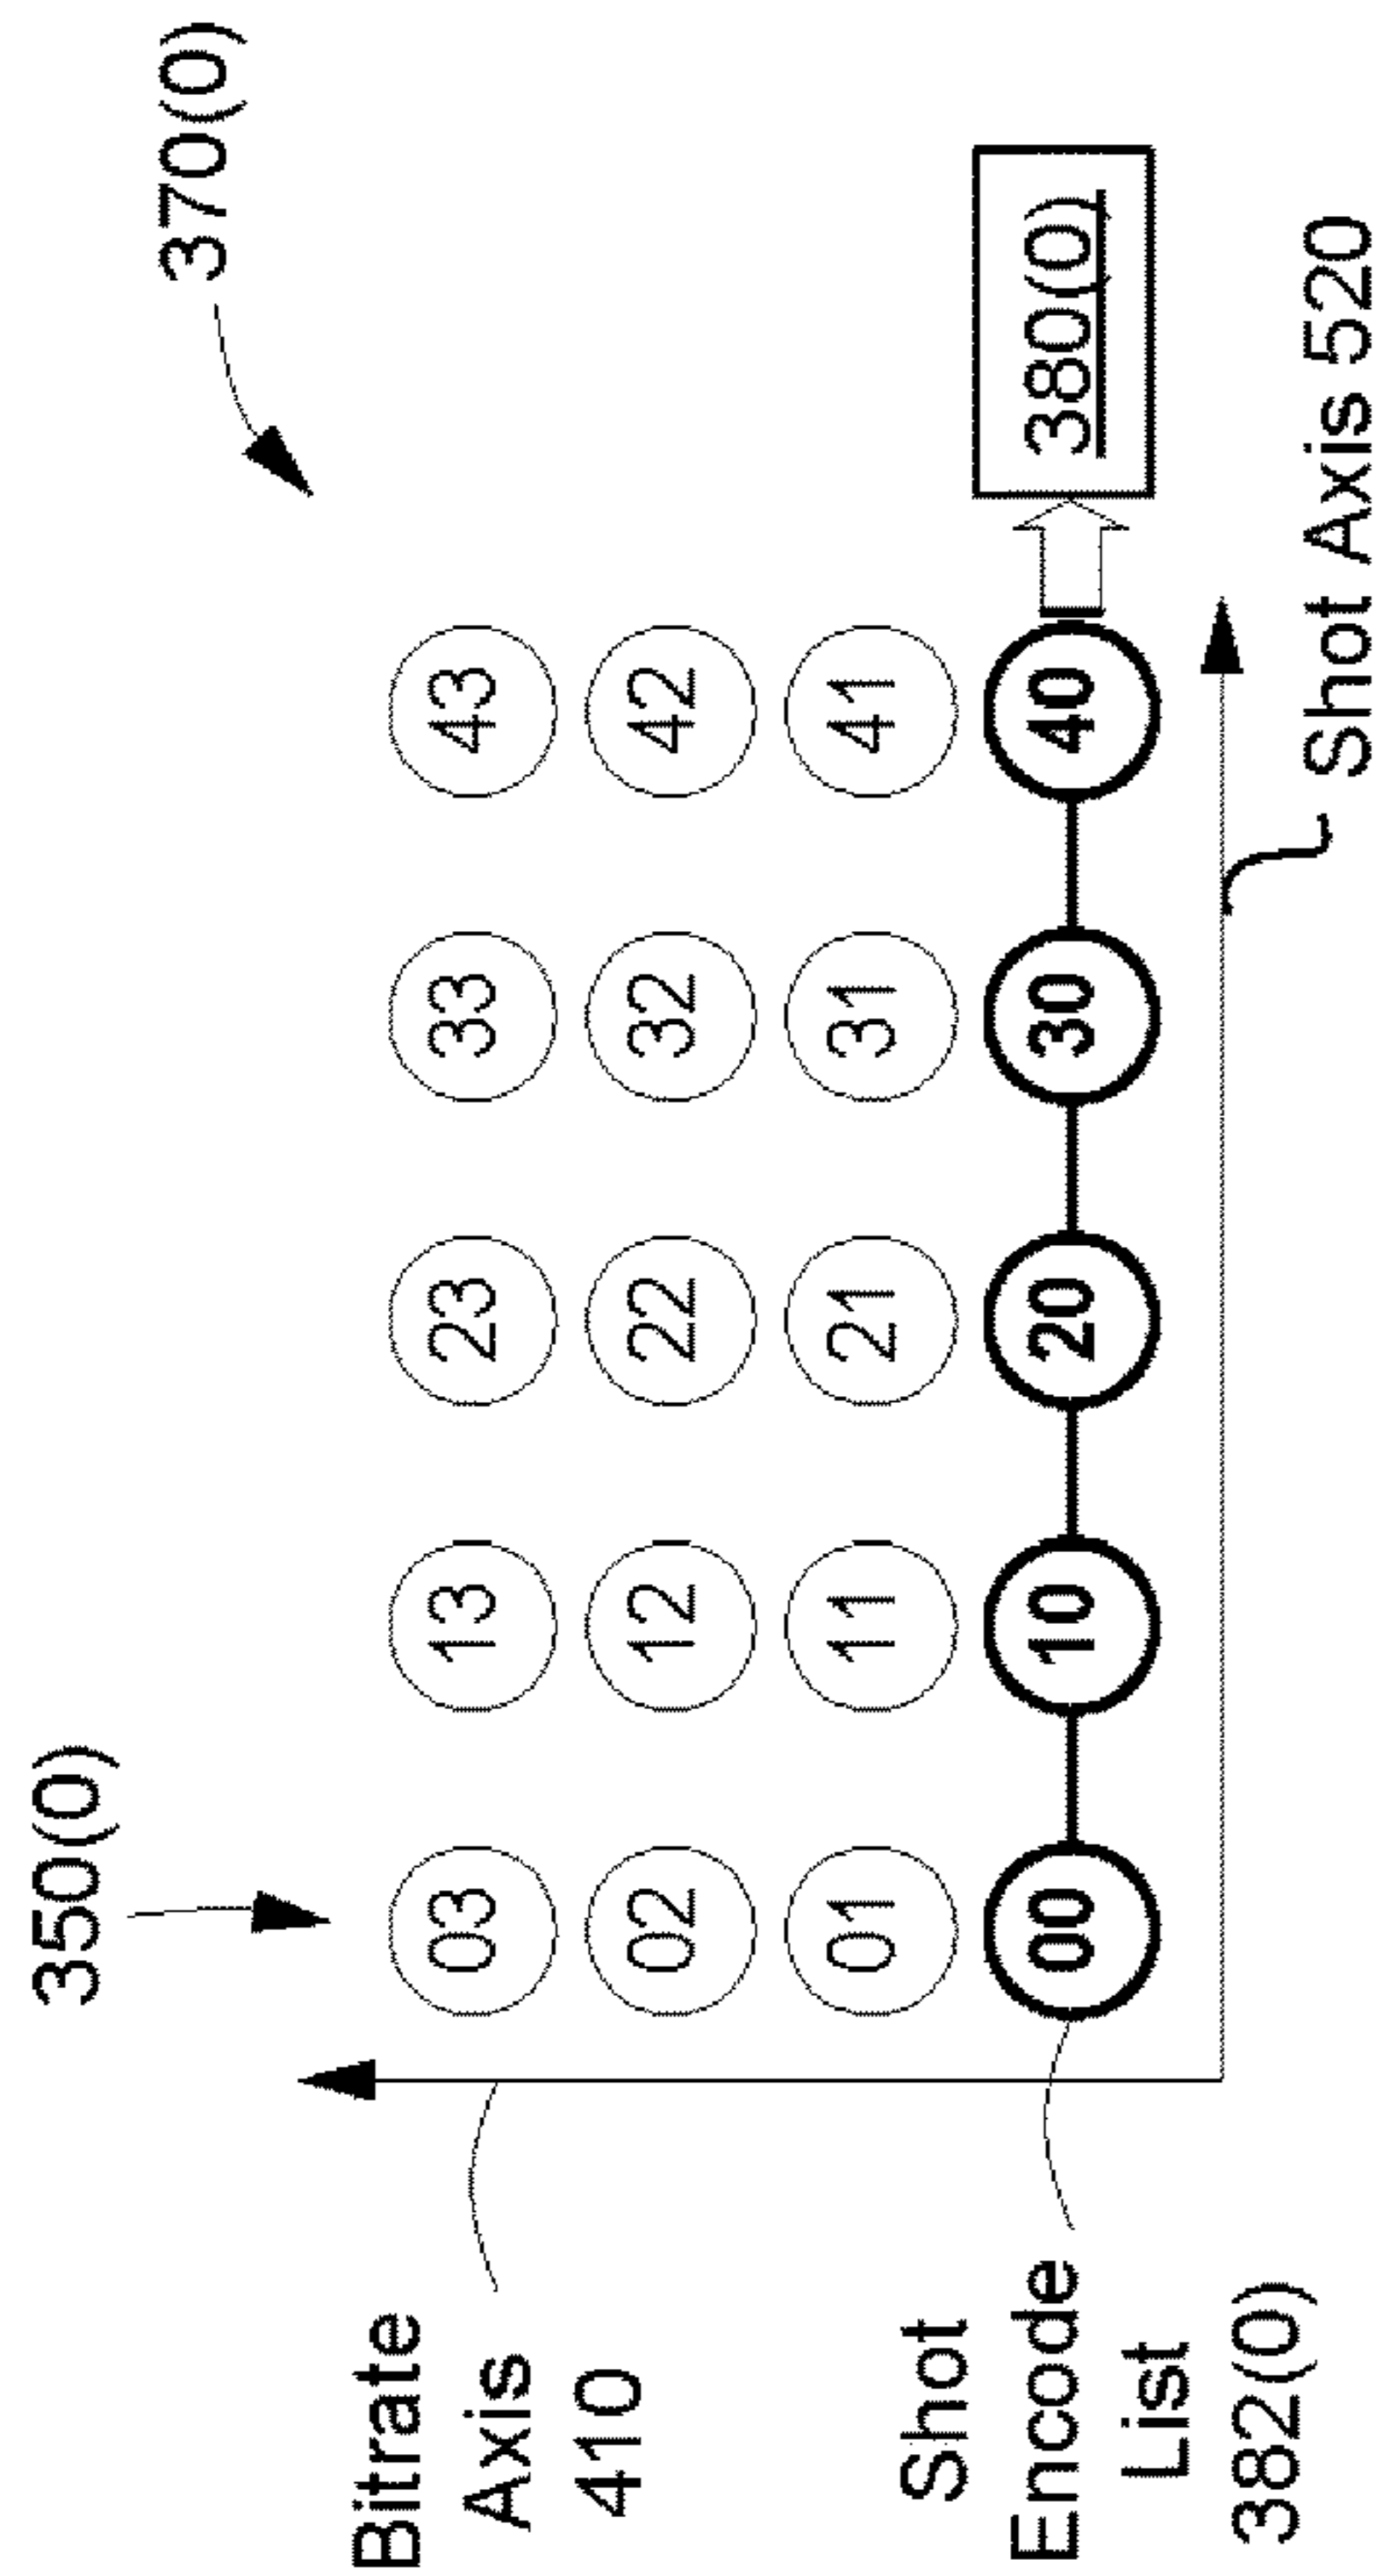 350(0)
370(0)
Bitrate
Axis
410
03 13 23 33 43
02 12 22 32 42
01 11 21 31 41
Shot
Encode
List
382(0)
00 10 20 30 40
380(0)
Shot Axis 520